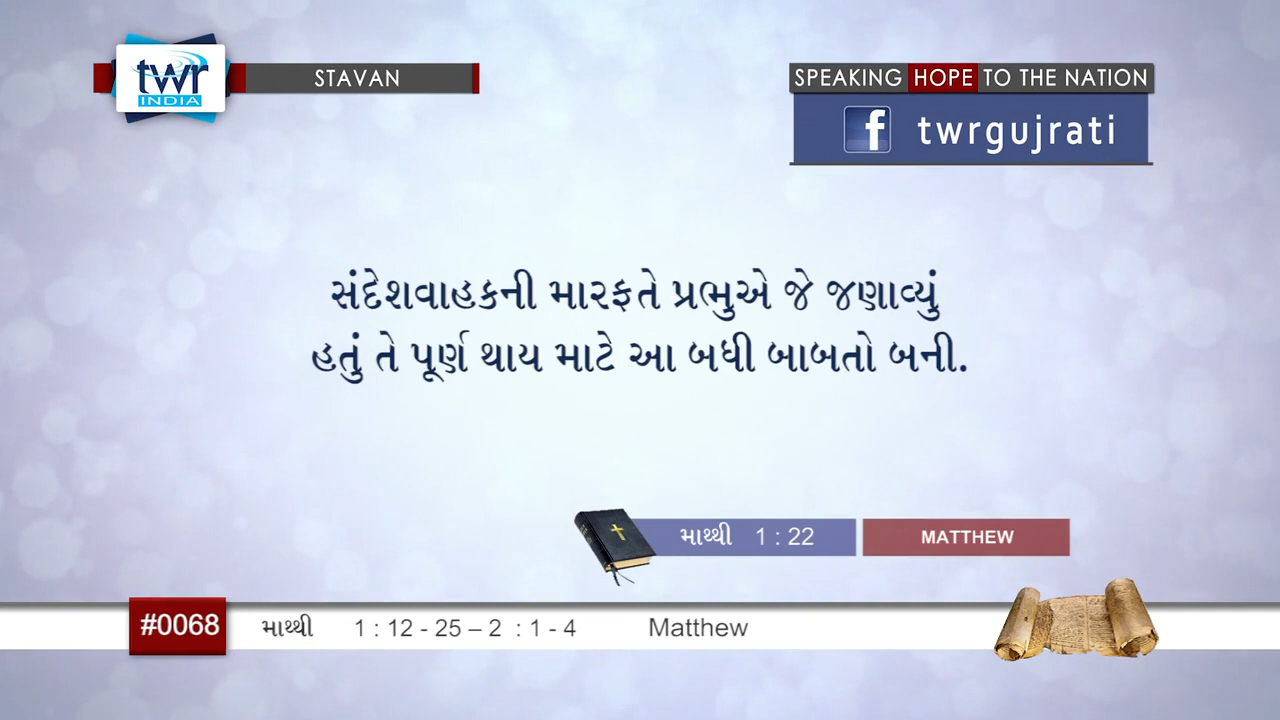 twr
INDIA
STAVAN
SPEAKING HOPE TO THE NATION
f twrgujrati
સંદેશવાહકની મારફતે પ્રભુએ જે જણાવ્યું
હતું તે પૂર્ણ થાય માટે આ બધી બાબતો બની.
માથ્થી 1 : 22 MATTHEW
#0068 માથ્થી 1 : 12 - 25 – 2 : 1 - 4 Matthew